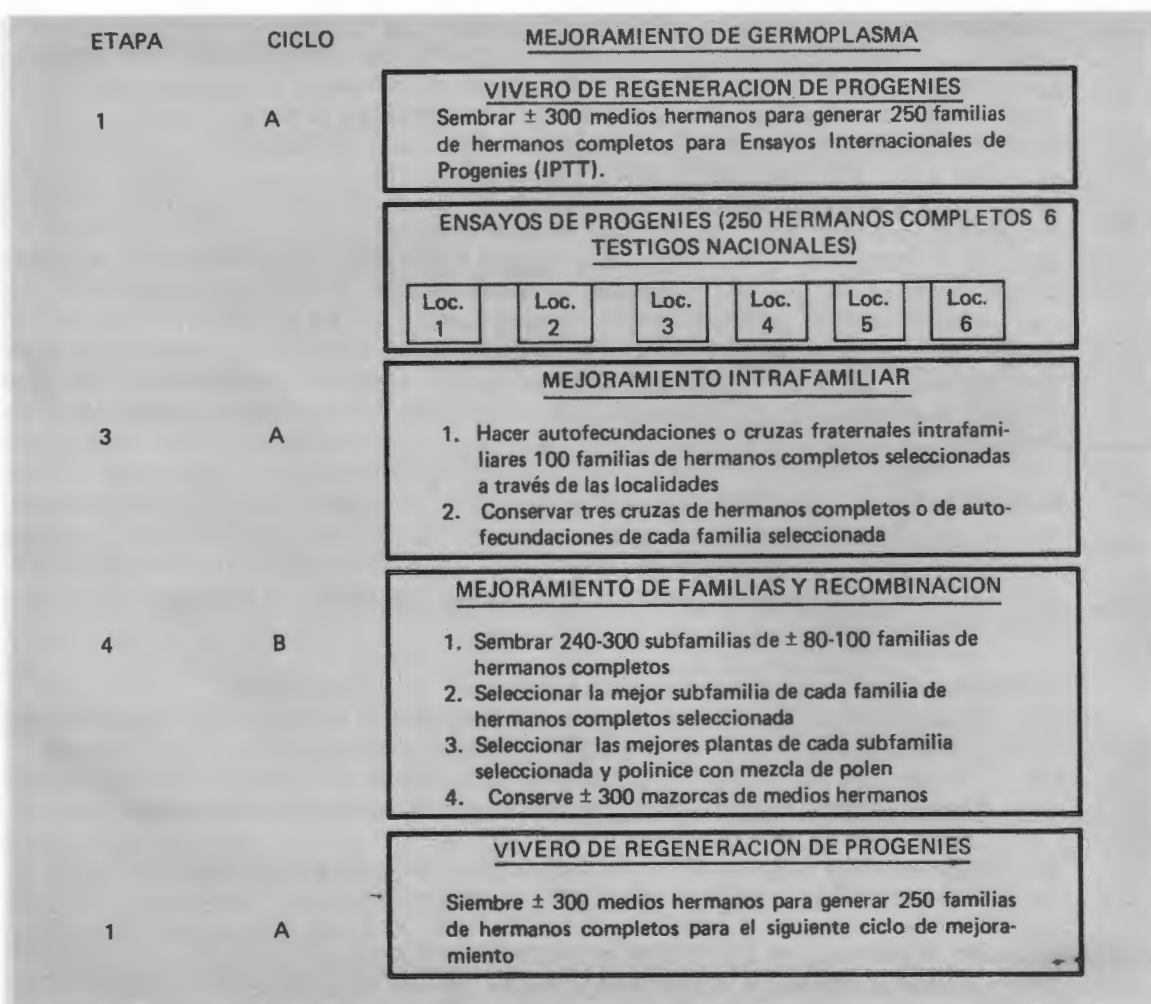 ETAPA CICLO MEJORAMIENTO DE GERMOPLASMA
VIVERO DE REGENERACION DE PROGENIES
1 A Sembrar ± 300 medios hermanos para generar 250 familias
de hermanos completos para Ensayos Internacionales de
Progenies (IPTT).
ENSAYOS DE PROGENIES (250 HERMANOS COMPLETOS 6
TESTIGOS NACIONALES)
Loc. Loc. Loc. Loc. Loc. Loc.
1 2 3 4 5 6
MEJORAMIENTO INTRAFAMILIAR
3 A 1. Hacer autofecundaciones o cruzas fraternales intrafami-
liares 100 familias de hermanos completos seleccionadas
a través de las localidades
2. Conservar tres cruzas de hermanos completos o de auto-
fecundaciones de cada familia seleccionada
MEJORAMIENTO DE FAMILIAS Y RECOMBINACION
4 B 1. Sembrar 240-300 subfamilias de ± 80-100 familias de
hermanos completos
2. Seleccionar la mejor subfamilia de cada familia de
hermanos completos seleccionada
3. Seleccionar las mejores plantas de cada subfamilia
seleccionada y polinice con mezcla de polen
4. Conserve ± 300 mazorcas de medios hermanos
VIVERO DE REGENERACION DE PROGENIES
Siembre ± 300 medios hermanos para generar 250 familias
1 A de hermanos completos para el siguiente ciclo de mejora-
miento